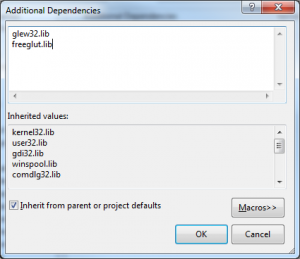 Additional Dependencies
glew32.lib
freeglut.lib
Inherited values:
kernel32.lib
user32.lib
gdi32.lib
winspool.lib
comdlg32.lib
Inherit from parent or project defaults
Macros>>
OK
Cancel